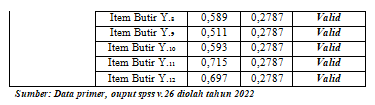 Item Butir Y.8 0,589 0,2787 Valid
Item Butir Y.9 0,511 0,2787 Valid
Item Butir Y.10 0,593 0,2787 Valid
Item Butir Y.11 0,715 0,2787 Valid
Item Butir Y.12 0,697 0,2787 Valid
Sumber: Data primer, ouput spss v.26 diolah tahun 2022